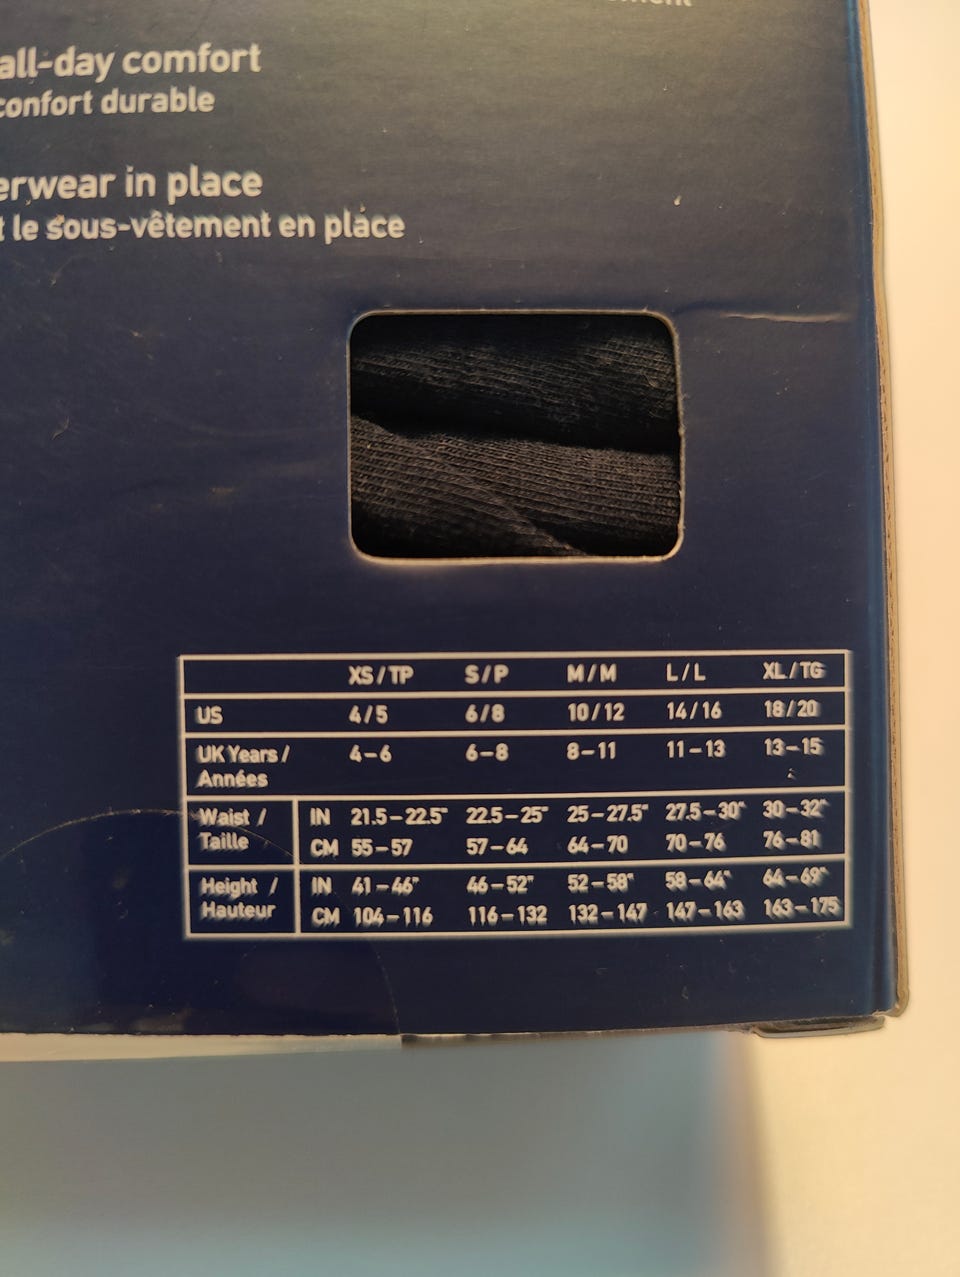 all-day comfort
confort durable
erwear in place
t le sous-vêtement en place
XS/TP S/P M/M L/L XL/TG
US 4/5 6/8 10/12 14/16 18/20
UK Years / 4–6 6–8 8–11 11–13 13–15
Années
Waist / IN 21.5–22.5" 22.5–25" 25–27.5" 27.5–30" 30–32"
Taille CM 55–57 57–64 64–70 70–76 76–81
Height / IN 41–46" 46–52" 52–58" 58–64" 64–69"
Hauteur CM 104–116 116–132 132–147 147–163 163–175